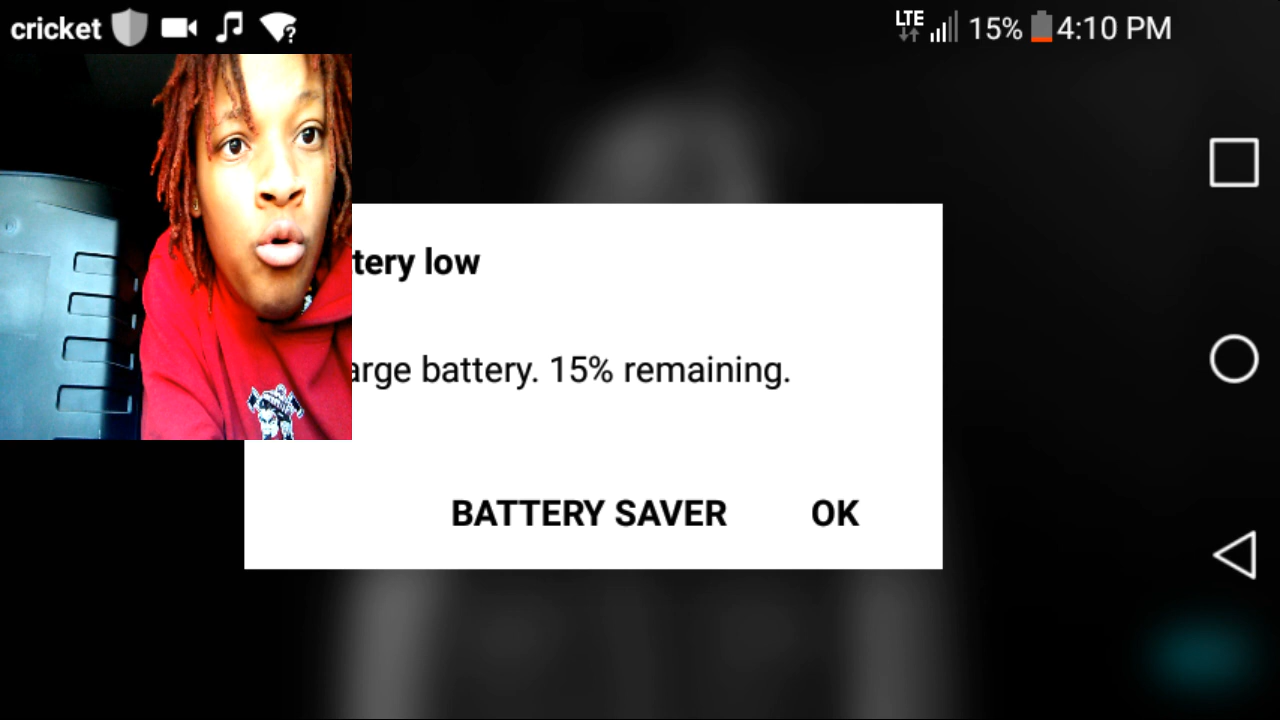 cricket LTE 15% 4:10 PM
tery low
arge battery. 15% remaining.
BATTERY SAVER OK